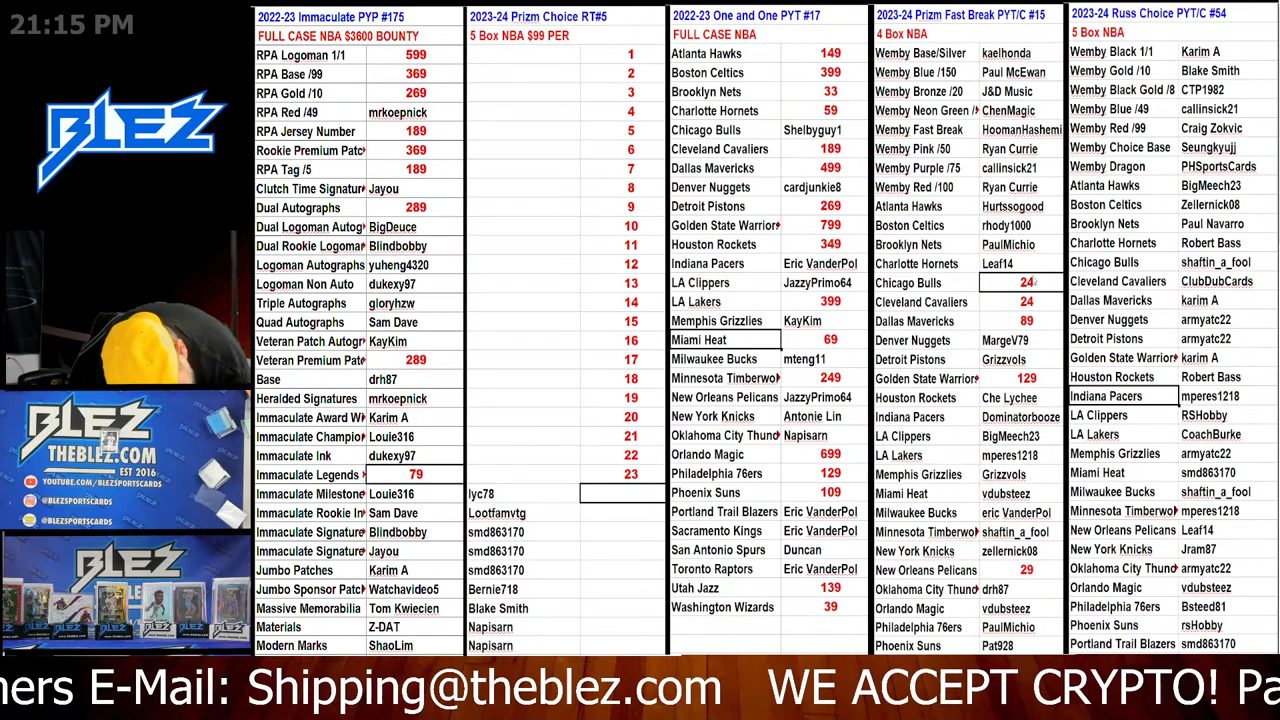 21:15 PM
BLEZ
BLEZ
THEBLEZ.COM
EST 2016
YOUTUBE.COM/BLEZSPORTSCARDS
@BLEZSPORTSCARDS
@BLEZSPORTSCARDS
BLEZ
2022-23 Immaculate PYP #175
FULL CASE NBA $3600 BOUNTY
RPA Logoman 1/1 599
RPA Base /99 369
RPA Gold /10 269
RPA Red /49 mrkoepnick
RPA Jersey Number 189
Rookie Premium Patc 369
RPA Tag /5 189
Clutch Time Signatur Jayou
Dual Autographs 289
Dual Logoman Autog BigDeuce
Dual Rookie Logomar Blindbobby
Logoman Autographs yuheng4320
Logoman Non Auto dukexy97
Triple Autographs gloryhzw
Quad Autographs Sam Dave
Veteran Patch Autogr KayKim
Veteran Premium Pat 289
Base drh87
Heralded Signatures mrkoepnick
Immaculate Award W Karim A
Immaculate Champio Louie316
Immaculate Ink dukexy97
Immaculate Legends 79
Immaculate Milestone Louie316
Immaculate Rookie In Sam Dave
Immaculate Signature Blindbobby
Immaculate Signature Jayou
Jumbo Patches Karim A
Jumbo Sponsor Patc Watchavideo5
Massive Memorabilia Tom Kwiecien
Materials Z-DAT
Modern Marks ShaoLim
2023-24 Prizm Choice RT#5
5 Box NBA $99 PER
1
2
3
4
5
6
7
8
9
10
11
12
13
14
15
16
17
18
19
20
21
22
23
lyc78
Lootfamvtg
smd863170
smd863170
smd863170
Bernie718
Blake Smith
Napisarn
Napisarn
2022-23 One and One PYT #17
FULL CASE NBA
Atlanta Hawks 149
Boston Celtics 399
Brooklyn Nets 33
Charlotte Hornets 59
Chicago Bulls Shelbyguy1
Cleveland Cavaliers 189
Dallas Mavericks 499
Denver Nuggets cardjunkie8
Detroit Pistons 269
Golden State Warrior 799
Houston Rockets 349
Indiana Pacers Eric VanderPol
LA Clippers JazzyPrimo64
LA Lakers 399
Memphis Grizzlies KayKim
Miami Heat 69
Milwaukee Bucks mteng11
Minnesota Timberwo 249
New Orleans Pelicans JazzyPrimo64
New York Knicks Antonie Lin
Oklahoma City Thund Napisarn
Orlando Magic 699
Philadelphia 76ers 129
Phoenix Suns 109
Portland Trail Blazers Eric VanderPol
Sacramento Kings Eric VanderPol
San Antonio Spurs Duncan
Toronto Raptors Eric VanderPol
Utah Jazz 139
Washington Wizards 39
2023-24 Prizm Fast Break PYT/C #15
4 Box NBA
Wemby Base/Silver kaelhonda
Wemby Blue /150 Paul McEwan
Wemby Bronze /20 J&D Music
Wemby Neon Green / ChenMagic
Wemby Fast Break HoomanHashemi
Wemby Pink /50 Ryan Currie
Wemby Purple /75 callinsick21
Wemby Red /100 Ryan Currie
Atlanta Hawks Hurtssogood
Boston Celtics rhody1000
Brooklyn Nets PaulMichio
Charlotte Hornets Leaf14
Chicago Bulls 24
Cleveland Cavaliers 24
Dallas Mavericks 89
Denver Nuggets MargeV79
Detroit Pistons Grizzvols
Golden State Warrior 129
Houston Rockets Che Lychee
Indiana Pacers Dominatorbooze
LA Clippers BigMeech23
LA Lakers mperes1218
Memphis Grizzlies Grizzvols
Miami Heat vdubsteez
Milwaukee Bucks eric VanderPol
Minnesota Timberwo shaftin_a_fool
New York Knicks zellernick08
New Orleans Pelicans 29
Oklahoma City Thund drh87
Orlando Magic vdubsteez
Philadelphia 76ers PaulMichio
Phoenix Suns Pat928
2023-24 Russ Choice PYT/C #54
5 Box NBA
Wemby Black 1/1 Karim A
Wemby Gold /10 Blake Smith
Wemby Black Gold /8 CTP1982
Wemby Blue /49 callinsick21
Wemby Red /99 Craig Zokvic
Wemby Choice Base Seungkyujj
Wemby Dragon PHSportsCards
Atlanta Hawks BigMeech23
Boston Celtics Zellernick08
Brooklyn Nets Paul Navarro
Charlotte Hornets Robert Bass
Chicago Bulls shaftin_a_fool
Cleveland Cavaliers ClubDubCards
Dallas Mavericks karim A
Denver Nuggets armyatc22
Detroit Pistons armyatc22
Golden State Warrior karim A
Houston Rockets Robert Bass
Indiana Pacers mperes1218
LA Clippers RSHobby
LA Lakers CoachBurke
Memphis Grizzlies armyatc22
Miami Heat smd863170
Milwaukee Bucks shaftin_a_fool
Minnesota Timberwo mperes1218
New Orleans Pelicans Leaf14
New York Knicks Jram87
Oklahoma City Thund armyatc22
Orlando Magic vdubsteez
Philadelphia 76ers Bsteed81
Phoenix Suns rsHobby
Portland Trail Blazers smd863170
ners E-Mail: Shipping@theblez.com WE ACCEPT CRYPTO! Pa